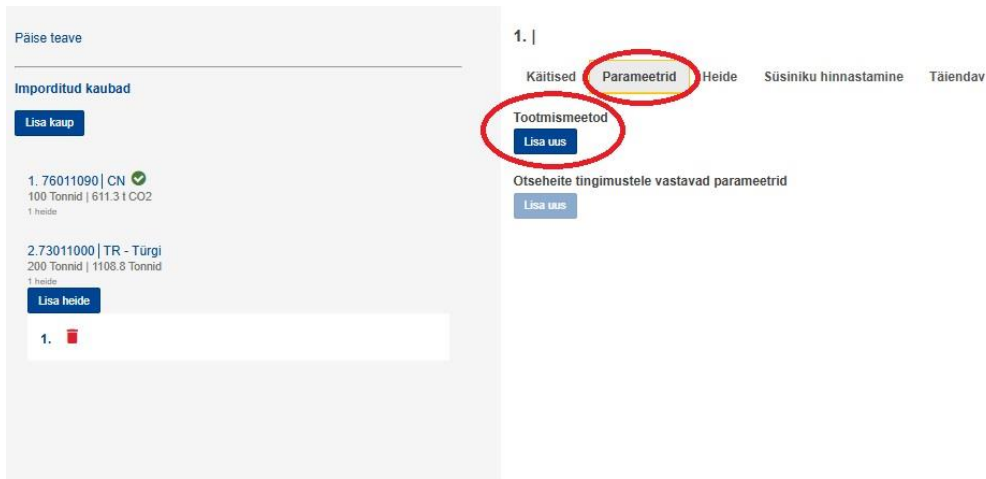 Päise teave
Imporditud kaubad
Lisa kaup
1. 76011090| CN
100 Tonnid | 611.3 t CO2
1 heide
2.73011000| TR - Türgi
200 Tonnid | 1108.8 Tonnid
1 heide
Lisa heide
1.
1. |
Käitised Parameetrid Heide Süsiniku hinnastamine Täiendav
Tootmismeetod
Lisa uus
Otseheite tingimustele vastavad parameetrid
Lisa uus